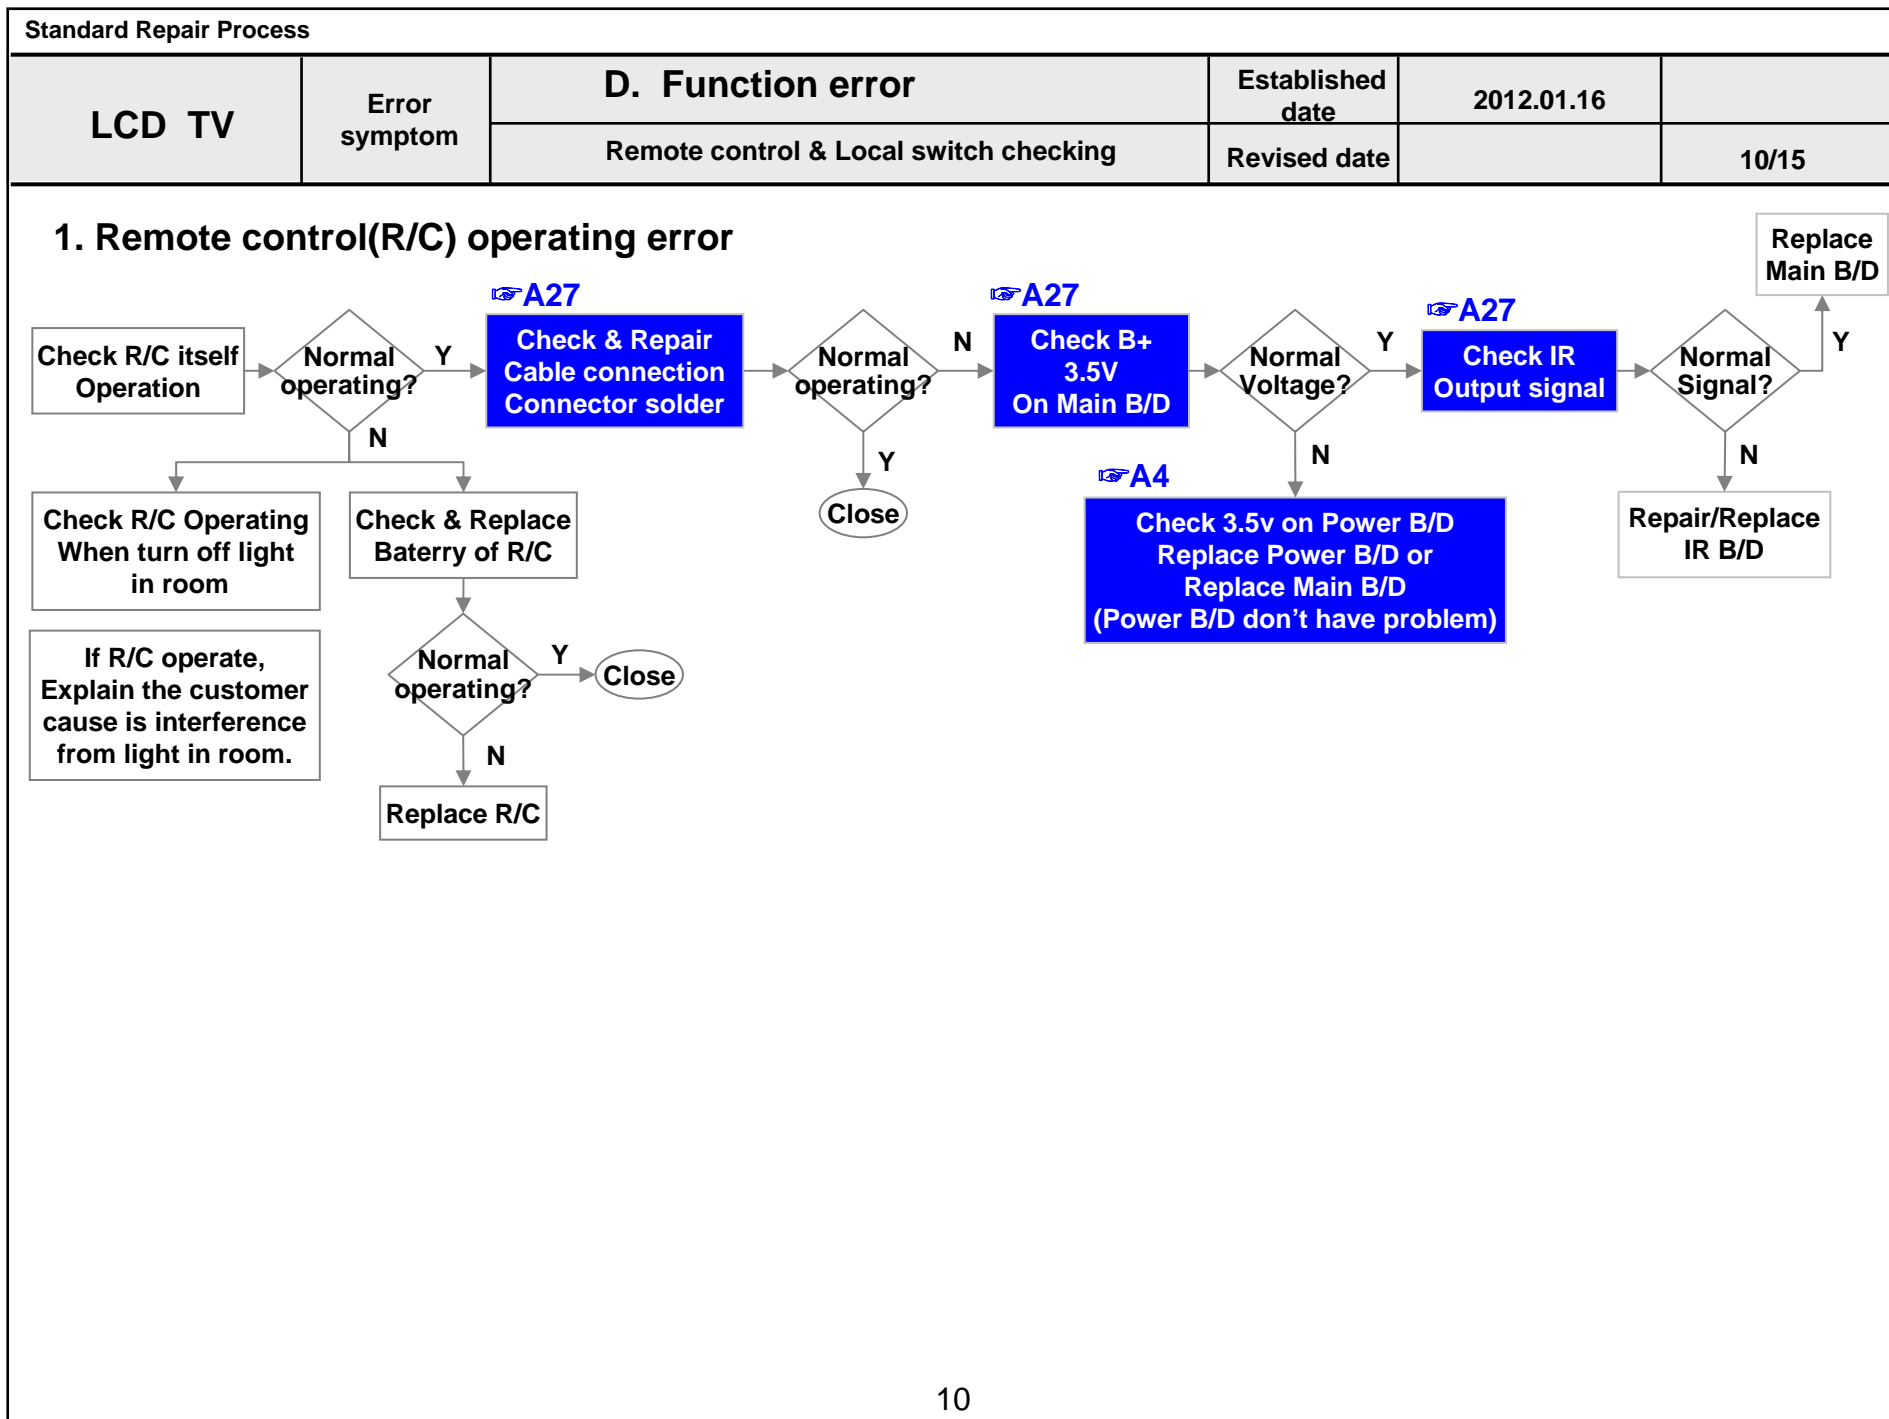 Standard Repair Process
LCD TV
Error
symptom
D. Function error
Remote control & Local switch checking
Established
date
2012.01.16
Revised date
10/15
1. Remote control(R/C) operating error
Check R/C itself
Operation
Normal
operating?
Y
N
☞A27
Check & Repair
Cable connection
Connector solder
Normal
operating?
N
Y
Close
☞A27
Check B+
3.5V
On Main B/D
Normal
Voltage?
Y
N
☞A27
Check IR
Output signal
Normal
Signal?
Y
Replace
Main B/D
N
Repair/Replace
IR B/D
☞A4
Check 3.5v on Power B/D
Replace Power B/D or
Replace Main B/D
(Power B/D don’t have problem)
Check R/C Operating
When turn off light
in room
If R/C operate,
Explain the customer
cause is interference
from light in room.
Check & Replace
Baterry of R/C
Normal
operating?
Y
Close
N
Replace R/C
10